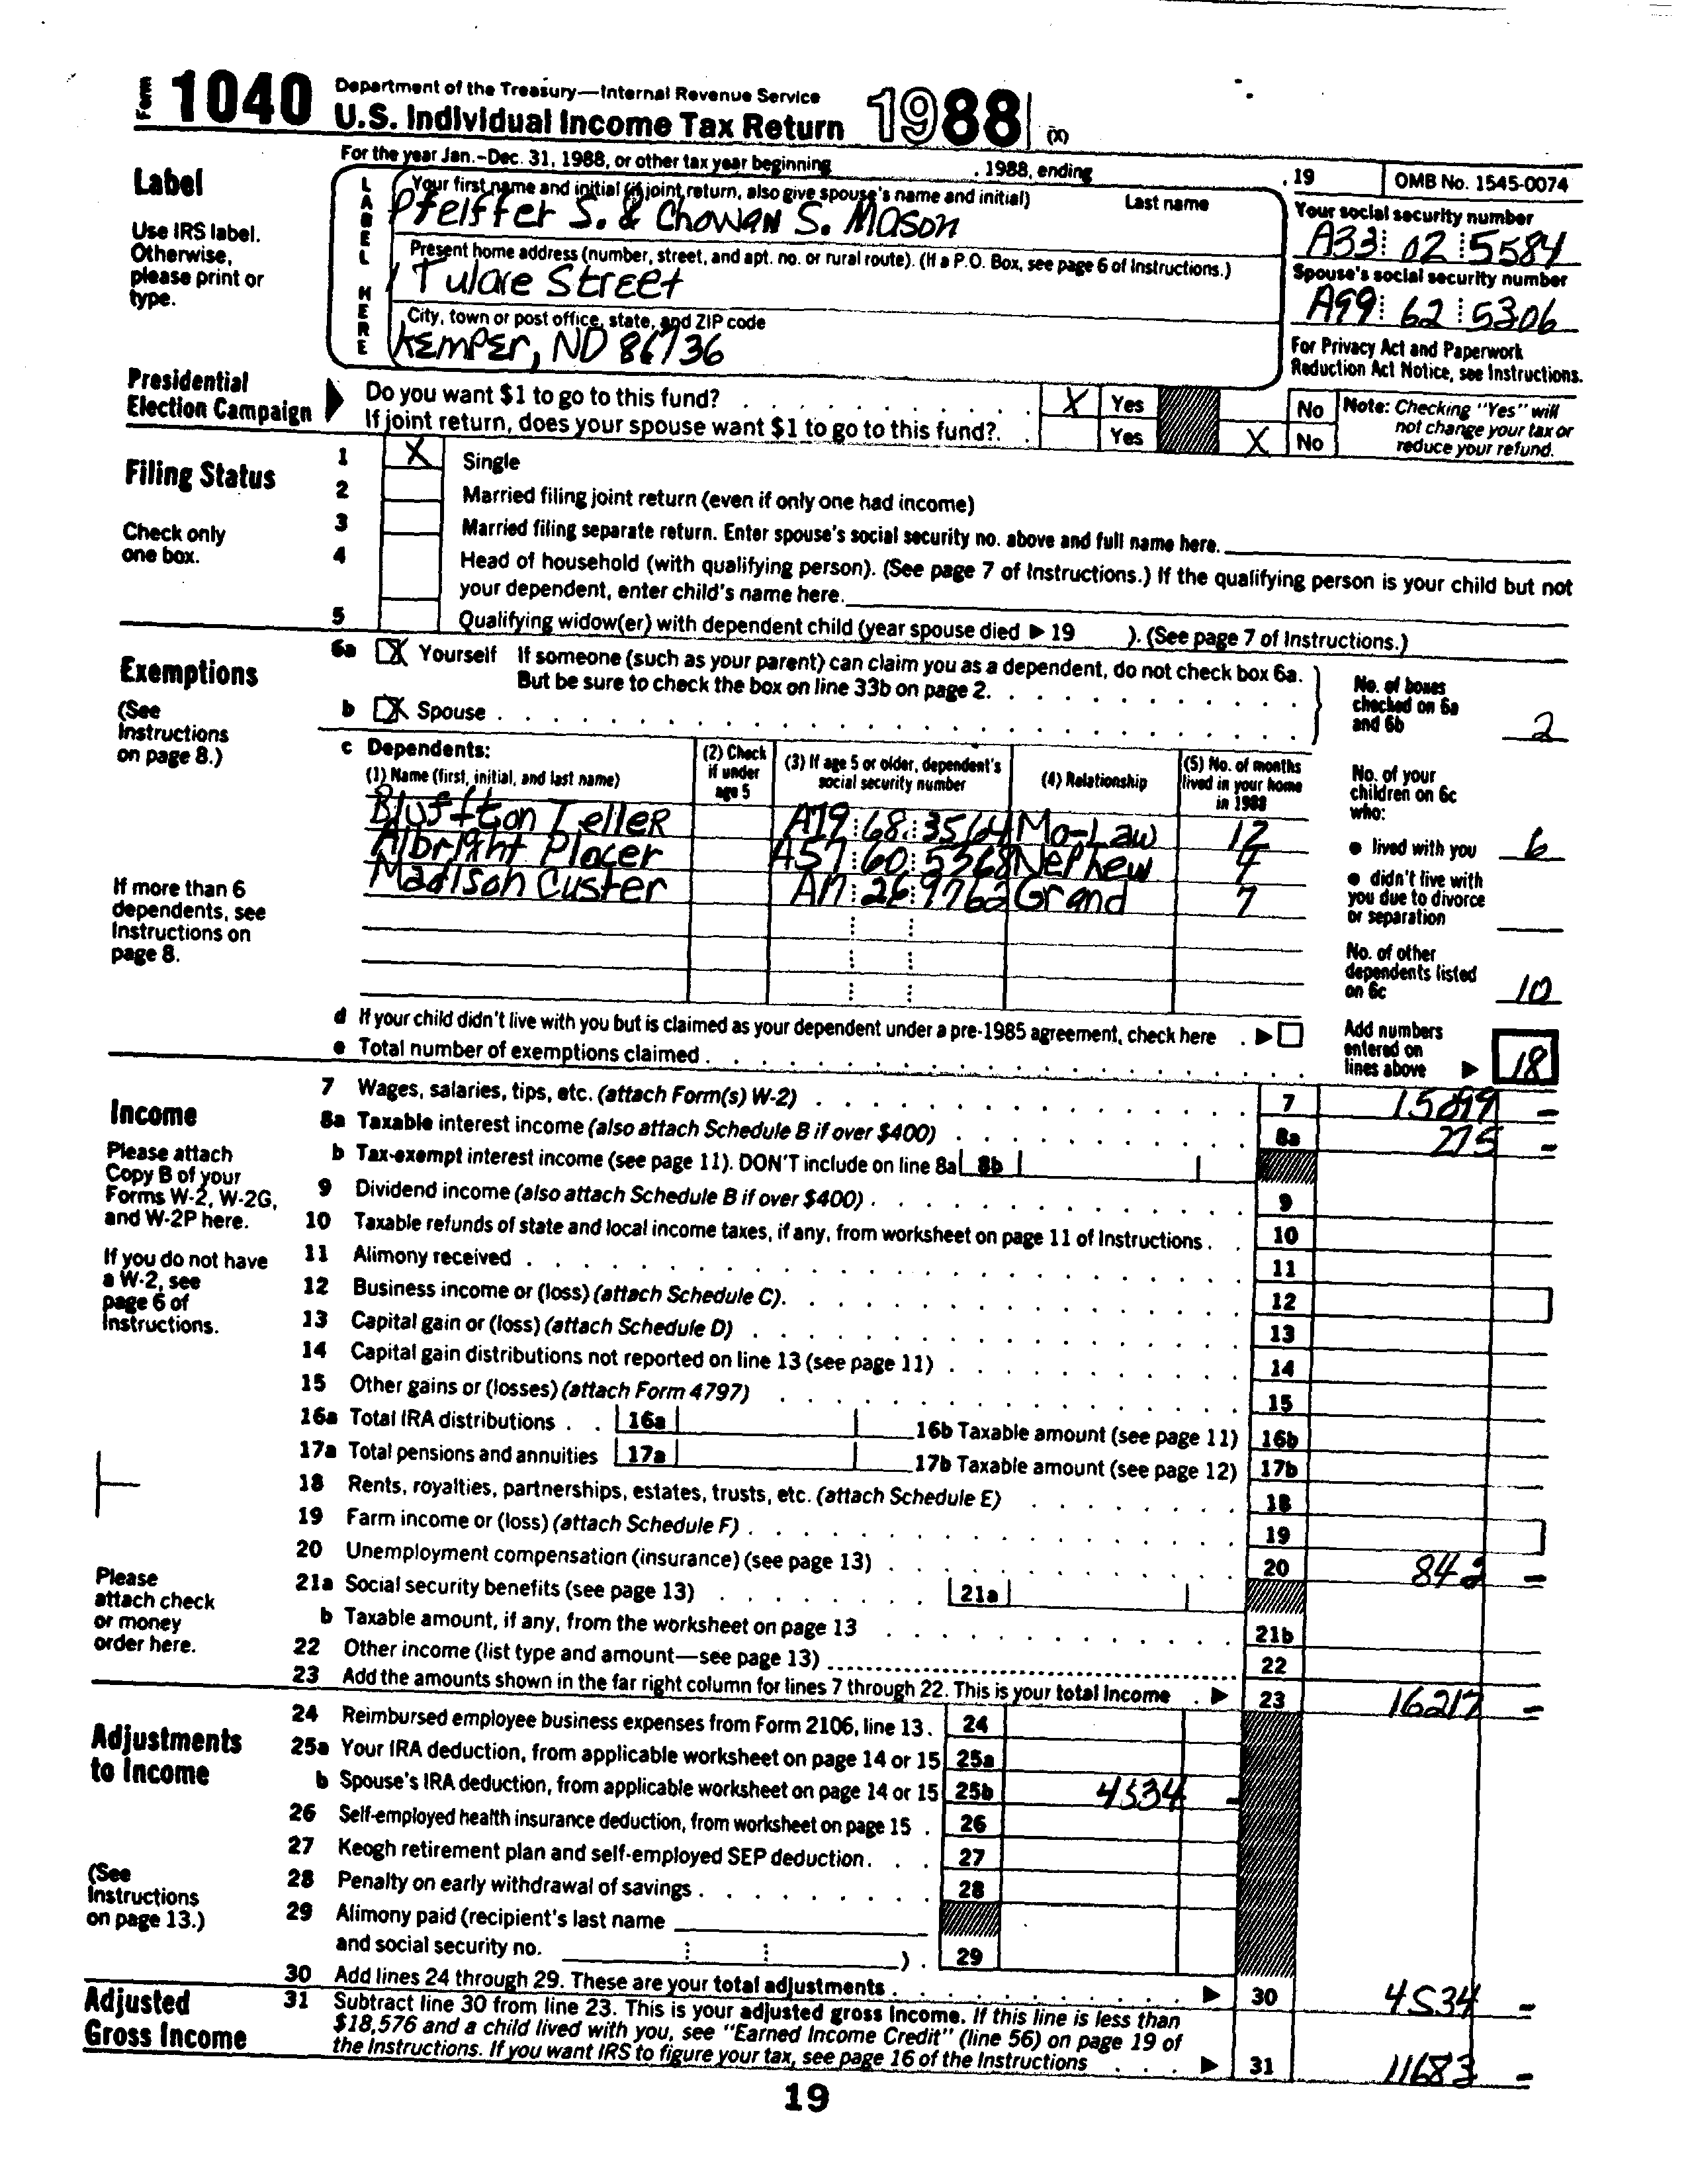 Form 1040 Department of the Treasury—Internal Revenue Service
U.S. Individual Income Tax Return 1988 (X)
For the year Jan.-Dec. 31, 1988, or other tax year beginning , 1988, ending , 19 OMB No. 1545-0074
Label
Use IRS label.
Otherwise,
please print or
type.
LABEL HERE
Your first name and initial (if joint return, also give spouse's name and initial) Last name
Pfeiffer S. & Chowan S. Mason
Your social security number
A33 02 5584
Present home address (number, street, and apt. no. or rural route). (If a P.O. Box, see page 6 of Instructions.)
1 Tulare Street
Spouse's social security number
A99 62 5306
City, town or post office, state, and ZIP code
Kemper, ND 86736
For Privacy Act and Paperwork
Reduction Act Notice, see Instructions.
Presidential
Election Campaign
Do you want $1 to go to this fund? X Yes No
If joint return, does your spouse want $1 to go to this fund?. Yes X No
Note: Checking "Yes" will
not change your tax or
reduce your refund.
Filing Status
Check only
one box.
1 X Single
2 Married filing joint return (even if only one had income)
3 Married filing separate return. Enter spouse's social security no. above and full name here.
4 Head of household (with qualifying person). (See page 7 of Instructions.) If the qualifying person is your child but not
your dependent, enter child's name here.
5 Qualifying widow(er) with dependent child (year spouse died ▶ 19 ). (See page 7 of Instructions.)
Exemptions
(See
Instructions
on page 8.)
6a X Yourself If someone (such as your parent) can claim you as a dependent, do not check box 6a.
But be sure to check the box on line 33b on page 2.
b X Spouse
No. of boxes
checked on 6a
and 6b 2
c Dependents:
(1) Name (first, initial, and last name)
(2) Check
if under
age 5
(3) If age 5 or older, dependent's
social security number
(4) Relationship
(5) No. of months
lived in your home
in 1988
Bluffton Teller A19 68 3564 Mo-Law 12
Albright Placer A57 60 5368 Nephew
Madison Custer 26 9762 Grand 7
If more than 6
dependents, see
Instructions on
page 8.
No. of your
children on 6c
who:
● lived with you 6
● didn't live with
you due to divorce
or separation
No. of other
dependents listed
on 6c 10
d If your child didn't live with you but is claimed as your dependent under a pre-1985 agreement, check here ▶
e Total number of exemptions claimed
Add numbers
entered on
lines above ▶ 18
Income
Please attach
Copy B of your
Forms W-2, W-2G,
and W-2P here.
If you do not have
a W-2, see
page 6 of
Instructions.
Please
attach check
or money
order here.
7 Wages, salaries, tips, etc. (attach Form(s) W-2) 7
8a Taxable interest income (also attach Schedule B if over $400) 8a 275 –
b Tax-exempt interest income (see page 11). DON'T include on line 8a 8b
9 Dividend income (also attach Schedule B if over $400) 9
10 Taxable refunds of state and local income taxes, if any, from worksheet on page 11 of Instructions 10
11 Alimony received 11
12 Business income or (loss) (attach Schedule C). 12
13 Capital gain or (loss) (attach Schedule D) 13
14 Capital gain distributions not reported on line 13 (see page 11) 14
15 Other gains or (losses) (attach Form 4797) 15
16a Total IRA distributions 16a 16b Taxable amount (see page 11) 16b
17a Total pensions and annuities 17a 17b Taxable amount (see page 12) 17b
18 Rents, royalties, partnerships, estates, trusts, etc. (attach Schedule E) 18
19 Farm income or (loss) (attach Schedule F) 19
20 Unemployment compensation (insurance) (see page 13) 20 842 –
21a Social security benefits (see page 13) 21a
b Taxable amount, if any, from the worksheet on page 13 21b
22 Other income (list type and amount—see page 13) 22
23 Add the amounts shown in the far right column for lines 7 through 22. This is your total income ▶ 23 16217 –
Adjustments
to Income
(See
Instructions
on page 13.)
24 Reimbursed employee business expenses from Form 2106, line 13. 24
25a Your IRA deduction, from applicable worksheet on page 14 or 15 25a
b Spouse's IRA deduction, from applicable worksheet on page 14 or 15 25b 4534 –
26 Self-employed health insurance deduction, from worksheet on page 15 26
27 Keogh retirement plan and self-employed SEP deduction 27
28 Penalty on early withdrawal of savings 28
29 Alimony paid (recipient's last name
and social security no. ) 29
30 Add lines 24 through 29. These are your total adjustments ▶ 30 4534 –
Adjusted
Gross Income
31 Subtract line 30 from line 23. This is your adjusted gross income. If this line is less than
$18,576 and a child lived with you, see "Earned Income Credit" (line 56) on page 19 of
the Instructions. If you want IRS to figure your tax, see page 16 of the Instructions ▶ 31 11683 –
19